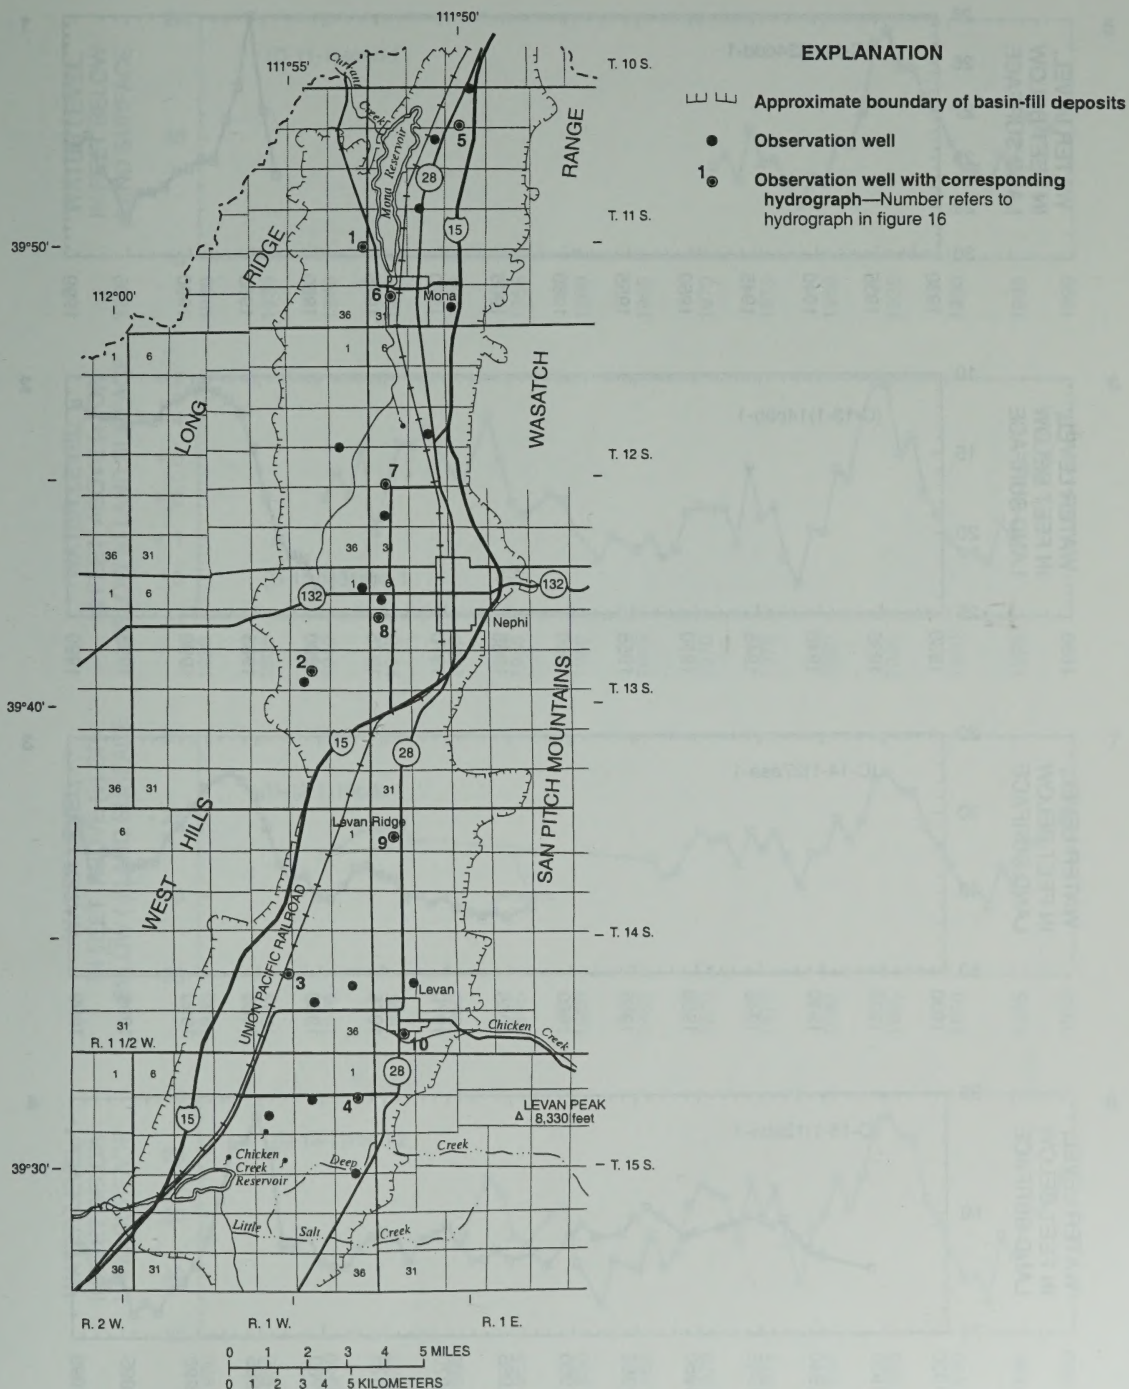 111°50'
111°55'
T. 10 S.
Currant
Creek
Mona Reservoir
5
28
RANGE
T. 11 S.
15
39°50'
1
RIDGE
112°00'
6
Mona
36
31
1
6
1
6
LONG
WASATCH
T. 12 S.
7
36
31
36
31
1
6
1
6
132
132
8
Nephi
2
T. 13 S.
39°40'
15
28
SAN PITCH MOUNTAINS
36
31
31
Levan Ridge
6
1
9
HILLS
WEST
UNION PACIFIC RAILROAD
T. 14 S.
3
Levan
31
36
Chicken
Creek
R. 1 1/2 W.
10
1
6
1
28
4
LEVAN PEAK
8,330 feet
15
Creek
39°30'
Chicken
Creek
Reservoir
Deep
T. 15 S.
Little
Salt
Creek
36
31
36
31
R. 2 W.
R. 1 W.
R. 1 E.
0 1 2 3 4 5 MILES
0 1 2 3 4 5 KILOMETERS
EXPLANATION
Approximate boundary of basin-fill deposits
Observation well
1
Observation well with corresponding
hydrograph—Number refers to
hydrograph in figure 16